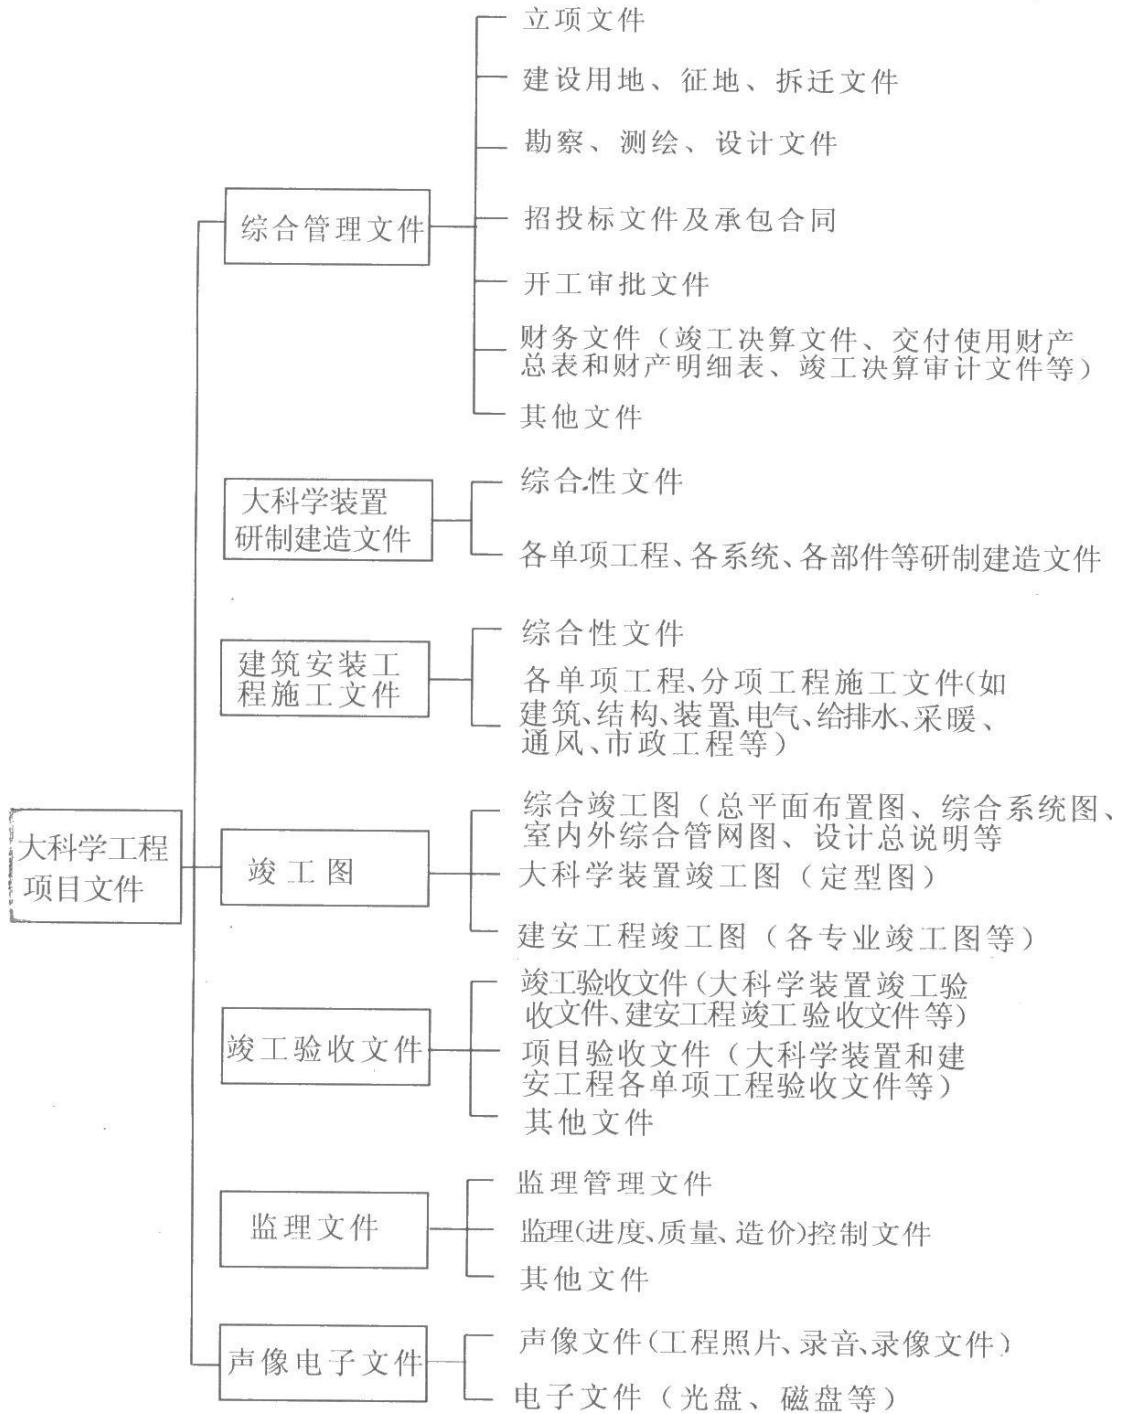 立项文件
建设用地、征地、拆迁文件
勘察、测绘、设计文件
综合管理文件
招投标文件及承包合同
开工审批文件
财务文件（竣工决算文件、交付使用财产
总表和财产明细表、竣工决算审计文件等）
其他文件
大科学装置
研制建造文件
综合性文件
各单项工程、各系统、各部件等研制建造文件
建筑安装工
程施工文件
综合性文件
各单项工程、分项工程施工文件(如
建筑、结构、装置、电气、给排水、采暖、
通风、市政工程等）
大科学工程
项目文件
竣工图
综合竣工图（总平面布置图、综合系统图、
室内外综合管网图、设计总说明等
大科学装置竣工图（定型图）
建安工程竣工图（各专业竣工图等）
竣工验收文件
竣工验收文件(大科学装置竣工验
收文件、建安工程竣工验收文件等)
项目验收文件（大科学装置和建
安工程各单项工程验收文件等）
其他文件
监理文件
监理管理文件
监理(进度、质量、造价)控制文件
其他文件
声像电子文件
声像文件(工程照片、录音、录像文件)
电子文件（光盘、磁盘等）